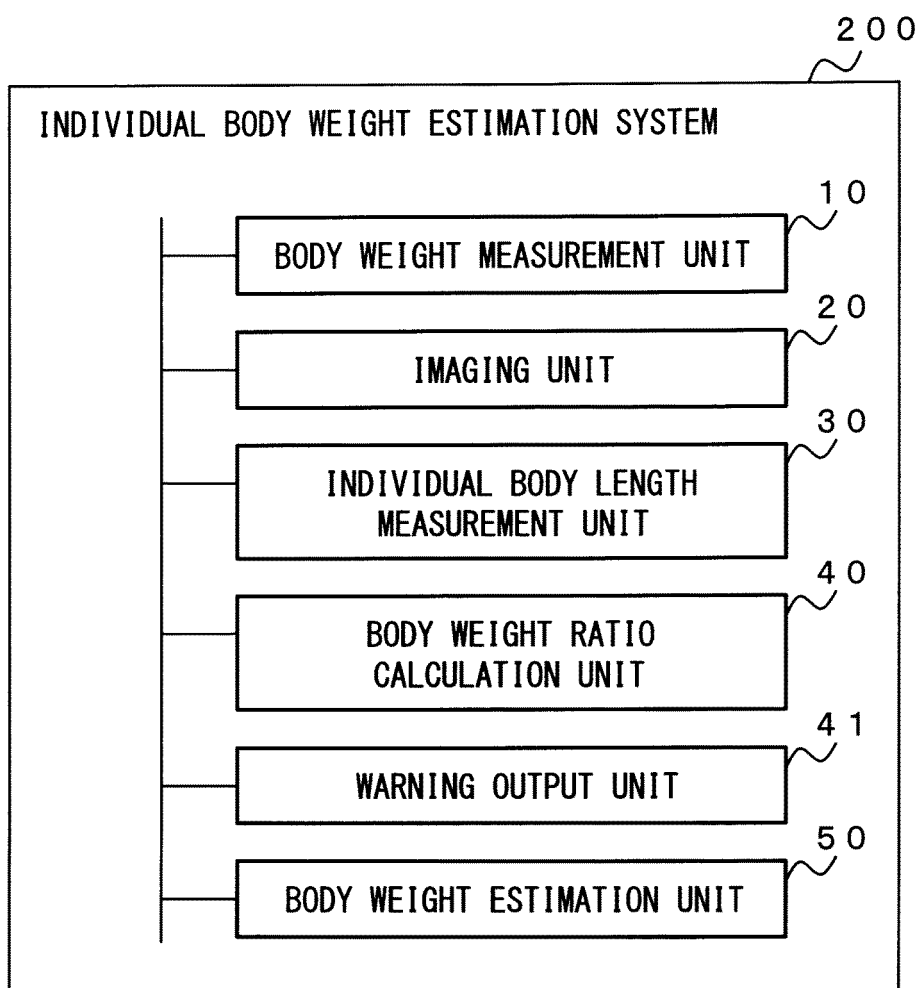 200
INDIVIDUAL BODY WEIGHT ESTIMATION SYSTEM
10
BODY WEIGHT MEASUREMENT UNIT
20
IMAGING UNIT
30
INDIVIDUAL BODY LENGTH
MEASUREMENT UNIT
40
BODY WEIGHT RATIO
CALCULATION UNIT
41
WARNING OUTPUT UNIT
50
BODY WEIGHT ESTIMATION UNIT